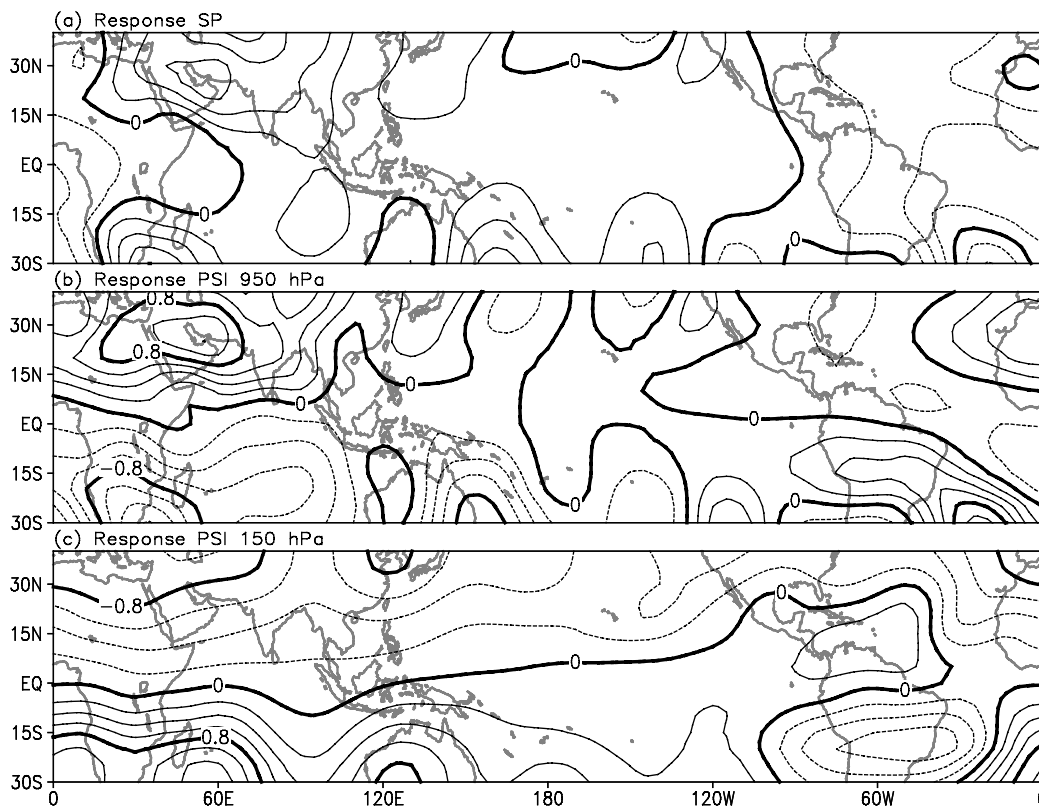 (a) Response SP
30N
15N
EQ
15S
30S
0
0
0
0
(b) Response PSI 950 hPa
30N
15N
EQ
15S
30S
0.8
0.8
0
0
0
-0.8
0
0
(c) Response PSI 150 hPa
30N
15N
EQ
15S
30S
-0.8
0
0
0
0
0.8
0 60E 120E 180 120W 60W